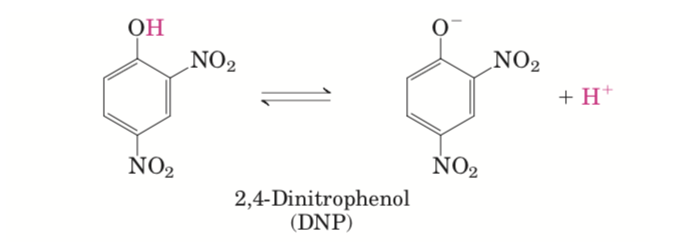 OH
NO₂
NO₂
O⁻
NO₂
NO₂
+ H⁺
2,4-Dinitrophenol
(DNP)